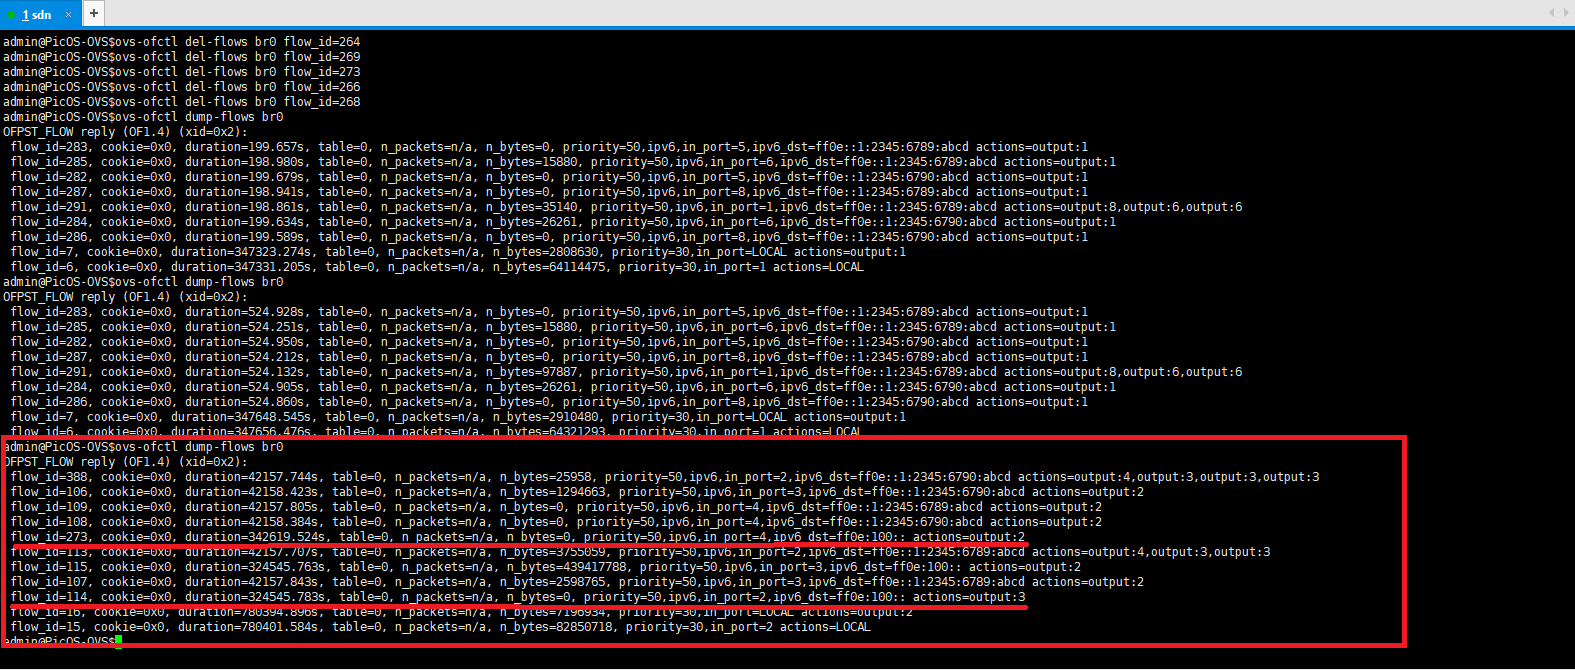 1 sdn × +
admin@PicOS-OVS$ovs-ofctl del-flows br0 flow_id=264
admin@PicOS-OVS$ovs-ofctl del-flows br0 flow_id=269
admin@PicOS-OVS$ovs-ofctl del-flows br0 flow_id=273
admin@PicOS-OVS$ovs-ofctl del-flows br0 flow_id=266
admin@PicOS-OVS$ovs-ofctl del-flows br0 flow_id=268
admin@PicOS-OVS$ovs-ofctl dump-flows br0
OFPST_FLOW reply (OF1.4) (xid=0x2):
flow_id=283, cookie=0x0, duration=199.657s, table=0, n_packets=n/a, n_bytes=0, priority=50,ipv6,in_port=5,ipv6_dst=ff0e::1:2345:6789:abcd actions=output:1
flow_id=285, cookie=0x0, duration=198.980s, table=0, n_packets=n/a, n_bytes=15880, priority=50,ipv6,in_port=6,ipv6_dst=ff0e::1:2345:6789:abcd actions=output:1
flow_id=282, cookie=0x0, duration=199.679s, table=0, n_packets=n/a, n_bytes=0, priority=50,ipv6,in_port=5,ipv6_dst=ff0e::1:2345:6790:abcd actions=output:1
flow_id=287, cookie=0x0, duration=198.941s, table=0, n_packets=n/a, n_bytes=0, priority=50,ipv6,in_port=8,ipv6_dst=ff0e::1:2345:6789:abcd actions=output:1
flow_id=291, cookie=0x0, duration=198.861s, table=0, n_packets=n/a, n_bytes=35140, priority=50,ipv6,in_port=1,ipv6_dst=ff0e::1:2345:6789:abcd actions=output:8,output:6,output:6
flow_id=284, cookie=0x0, duration=199.634s, table=0, n_packets=n/a, n_bytes=26261, priority=50,ipv6,in_port=6,ipv6_dst=ff0e::1:2345:6790:abcd actions=output:1
flow_id=286, cookie=0x0, duration=199.589s, table=0, n_packets=n/a, n_bytes=0, priority=50,ipv6,in_port=8,ipv6_dst=ff0e::1:2345:6790:abcd actions=output:1
flow_id=7, cookie=0x0, duration=347323.274s, table=0, n_packets=n/a, n_bytes=2808630, priority=30,in_port=LOCAL actions=output:1
flow_id=6, cookie=0x0, duration=347331.205s, table=0, n_packets=n/a, n_bytes=64114475, priority=30,in_port=1 actions=LOCAL
admin@PicOS-OVS$ovs-ofctl dump-flows br0
OFPST_FLOW reply (OF1.4) (xid=0x2):
flow_id=283, cookie=0x0, duration=524.928s, table=0, n_packets=n/a, n_bytes=0, priority=50,ipv6,in_port=5,ipv6_dst=ff0e::1:2345:6789:abcd actions=output:1
flow_id=285, cookie=0x0, duration=524.251s, table=0, n_packets=n/a, n_bytes=15880, priority=50,ipv6,in_port=6,ipv6_dst=ff0e::1:2345:6789:abcd actions=output:1
flow_id=282, cookie=0x0, duration=524.950s, table=0, n_packets=n/a, n_bytes=0, priority=50,ipv6,in_port=5,ipv6_dst=ff0e::1:2345:6790:abcd actions=output:1
flow_id=287, cookie=0x0, duration=524.212s, table=0, n_packets=n/a, n_bytes=0, priority=50,ipv6,in_port=8,ipv6_dst=ff0e::1:2345:6789:abcd actions=output:1
flow_id=291, cookie=0x0, duration=524.132s, table=0, n_packets=n/a, n_bytes=97887, priority=50,ipv6,in_port=1,ipv6_dst=ff0e::1:2345:6789:abcd actions=output:8,output:6,output:6
flow_id=284, cookie=0x0, duration=524.905s, table=0, n_packets=n/a, n_bytes=26261, priority=50,ipv6,in_port=6,ipv6_dst=ff0e::1:2345:6790:abcd actions=output:1
flow_id=286, cookie=0x0, duration=524.860s, table=0, n_packets=n/a, n_bytes=0, priority=50,ipv6,in_port=8,ipv6_dst=ff0e::1:2345:6790:abcd actions=output:1
flow_id=7, cookie=0x0, duration=347648.545s, table=0, n_packets=n/a, n_bytes=2910480, priority=30,in_port=LOCAL actions=output:1
flow_id=6, cookie=0x0, duration=347656.476s, table=0, n_packets=n/a, n_bytes=64321293, priority=30,in_port=1 actions=LOCAL
admin@PicOS-OVS$ovs-ofctl dump-flows br0
OFPST_FLOW reply (OF1.4) (xid=0x2):
flow_id=388, cookie=0x0, duration=42157.744s, table=0, n_packets=n/a, n_bytes=25958, priority=50,ipv6,in_port=2,ipv6_dst=ff0e::1:2345:6790:abcd actions=output:4,output:3,output:3,output:3
flow_id=106, cookie=0x0, duration=42158.423s, table=0, n_packets=n/a, n_bytes=1294663, priority=50,ipv6,in_port=3,ipv6_dst=ff0e::1:2345:6790:abcd actions=output:2
flow_id=109, cookie=0x0, duration=42157.805s, table=0, n_packets=n/a, n_bytes=0, priority=50,ipv6,in_port=4,ipv6_dst=ff0e::1:2345:6789:abcd actions=output:2
flow_id=108, cookie=0x0, duration=42158.384s, table=0, n_packets=n/a, n_bytes=0, priority=50,ipv6,in_port=4,ipv6_dst=ff0e::1:2345:6790:abcd actions=output:2
flow_id=273, cookie=0x0, duration=342619.524s, table=0, n_packets=n/a, n_bytes=0, priority=50,ipv6,in_port=4,ipv6_dst=ff0e:100:: actions=output:2
flow_id=113, cookie=0x0, duration=42157.707s, table=0, n_packets=n/a, n_bytes=3755059, priority=50,ipv6,in_port=2,ipv6_dst=ff0e::1:2345:6789:abcd actions=output:4,output:3,output:3
flow_id=115, cookie=0x0, duration=324545.763s, table=0, n_packets=n/a, n_bytes=439417788, priority=50,ipv6,in_port=3,ipv6_dst=ff0e:100:: actions=output:2
flow_id=107, cookie=0x0, duration=42157.843s, table=0, n_packets=n/a, n_bytes=2598765, priority=50,ipv6,in_port=3,ipv6_dst=ff0e::1:2345:6789:abcd actions=output:2
flow_id=114, cookie=0x0, duration=324545.783s, table=0, n_packets=n/a, n_bytes=0, priority=50,ipv6,in_port=2,ipv6_dst=ff0e:100:: actions=output:3
flow_id=16, cookie=0x0, duration=780394.896s, table=0, n_packets=n/a, n_bytes=7196934, priority=30,in_port=LOCAL actions=output:2
flow_id=15, cookie=0x0, duration=780401.584s, table=0, n_packets=n/a, n_bytes=82850718, priority=30,in_port=2 actions=LOCAL
admin@PicOS-OVS$